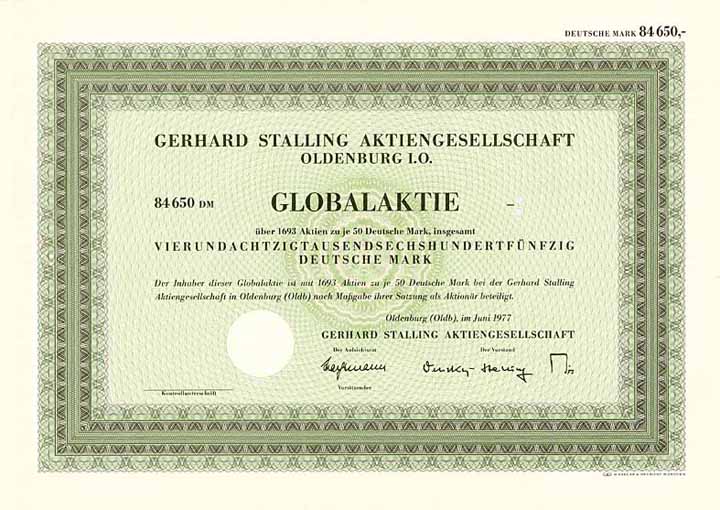 DEUTSCHE MARK 84 650,-
GERHARD STALLING AKTIENGESELLSCHAFT
OLDENBURG I.O.
84 650 DM GLOBALAKTIE –
über 1693 Aktien zu je 50 Deutsche Mark, insgesamt
VIERUNDACHTZIGTAUSENDSECHSHUNDERTFÜNFZIG
DEUTSCHE MARK
Der Inhaber dieser Globalaktie ist mit 1693 Aktien zu je 50 Deutsche Mark bei der Gerhard Stalling
Aktiengesellschaft in Oldenburg (Oldb) nach Maßgabe ihrer Satzung als Aktionär beteiligt.
Oldenburg (Oldb), im Juni 1977
GERHARD STALLING AKTIENGESELLSCHAFT
Der Aufsichtsrat Der Vorstand
Vorsitzender
Kontrollunterschrift